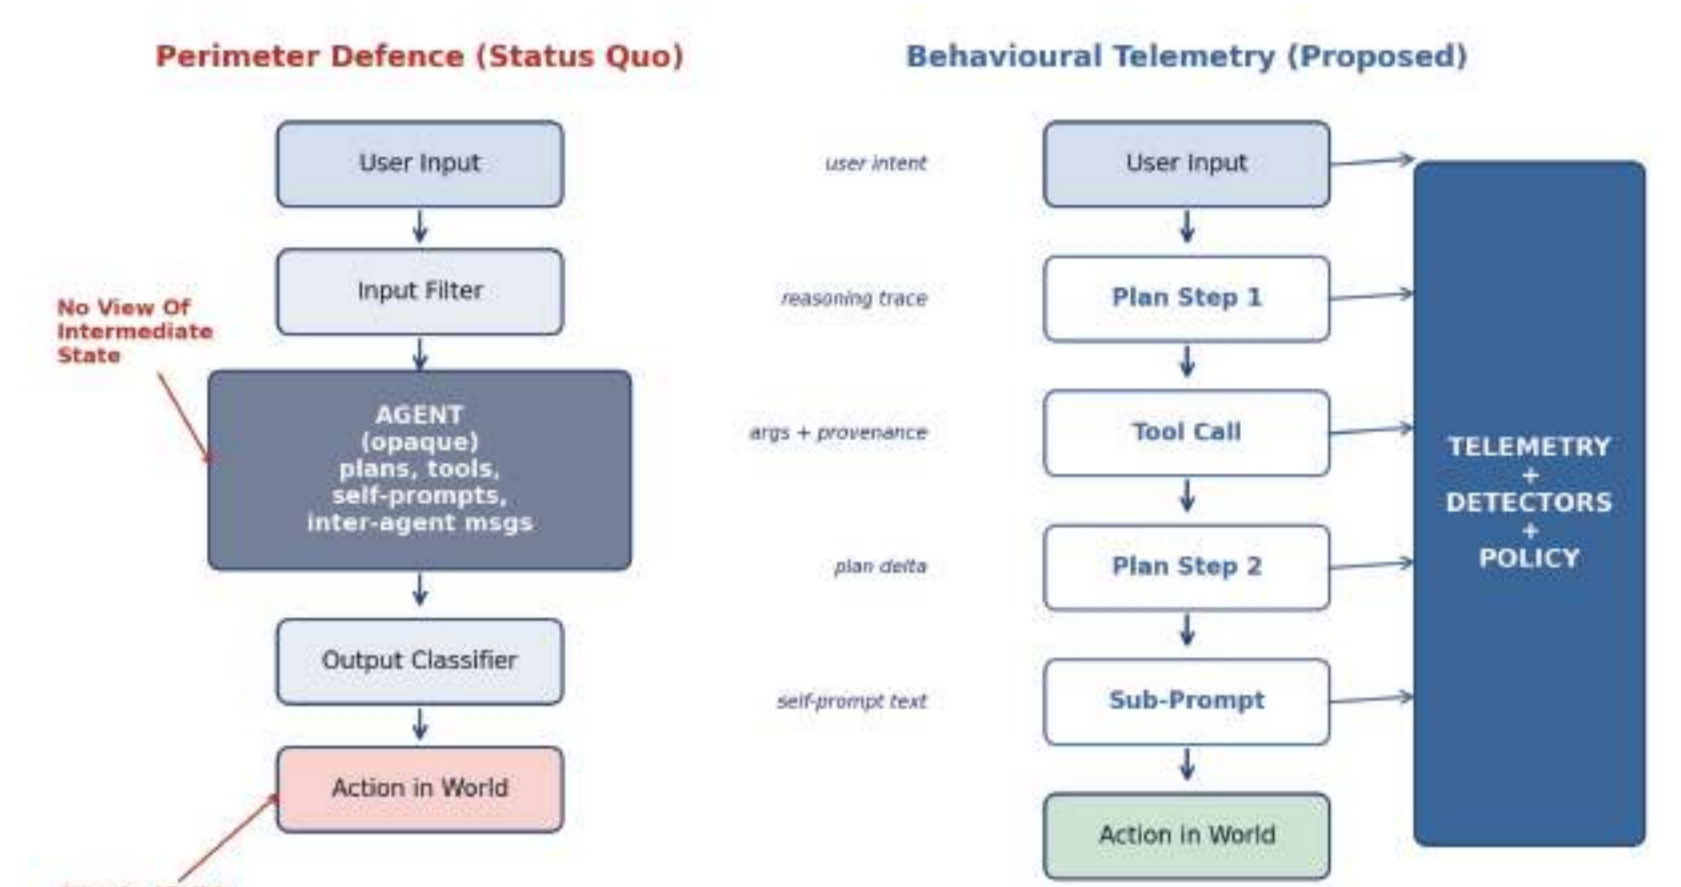 Perimeter Defence (Status Quo)
User Input
Input Filter
No View Of
Intermediate
State
AGENT
(opaque)
plans, tools,
self-prompts,
inter-agent msgs
Output Classifier
Action in World
Behavioural Telemetry (Proposed)
user intent
User Input
reasoning trace
Plan Step 1
args + provenance
Tool Call
plan delta
Plan Step 2
self-prompt text
Sub-Prompt
Action in World
TELEMETRY
+
DETECTORS
+
POLICY